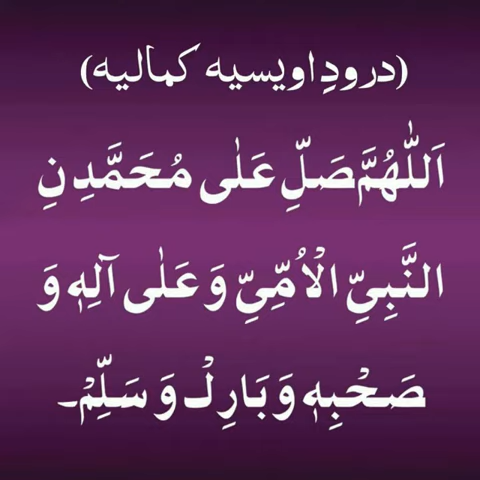 (درودِ اویسیہ کمالیہ)
اَللّٰھُمَّ صَلِّ عَلٰی مُحَمَّدِنِ
النَّبِیِّ الْاُمِّیِّ وَ عَلٰی آلِہٖ وَ
صَحْبِہٖ وَ بَارِكْ وَ سَلِّمْ۔